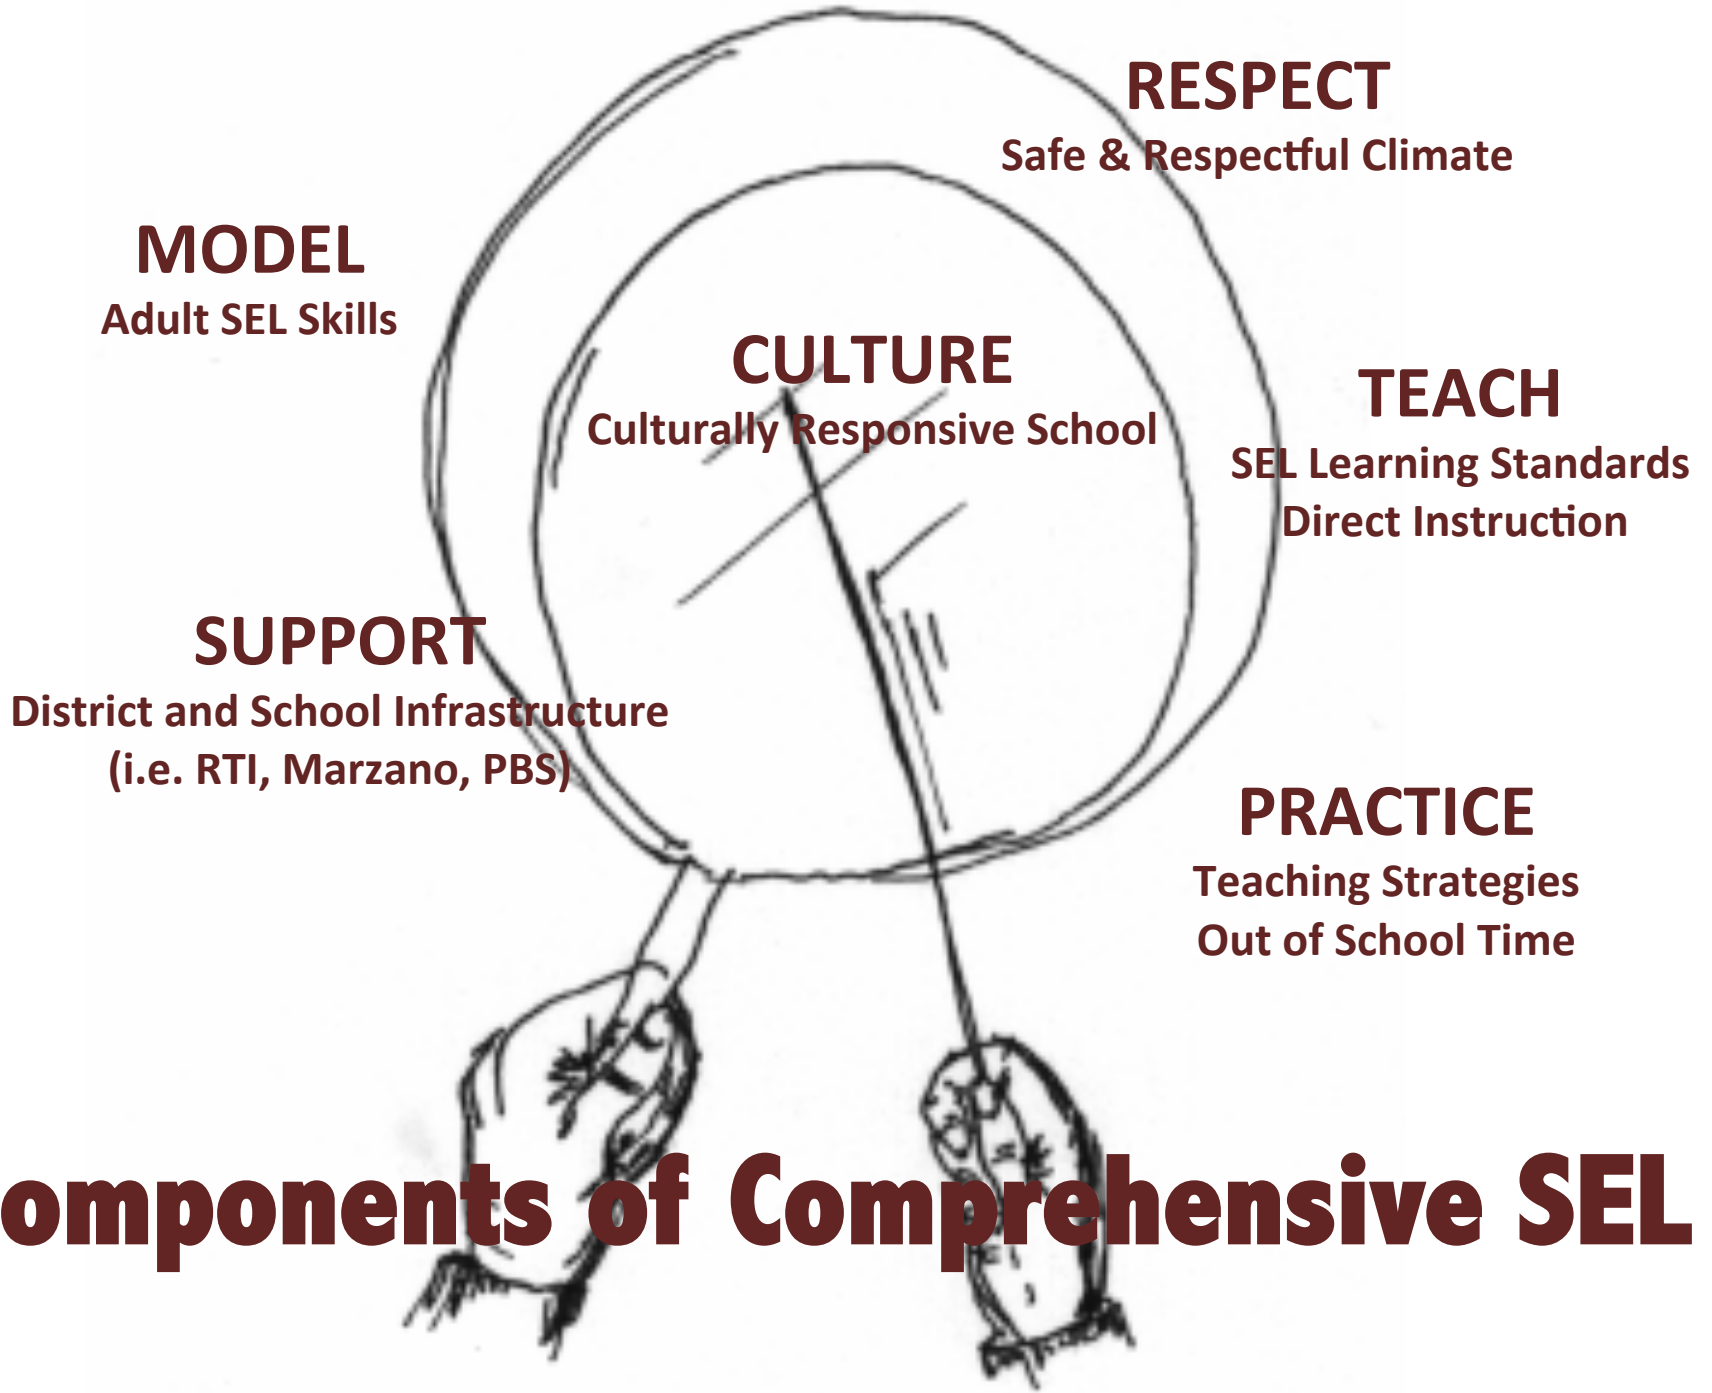 RESPECT
Safe & Respectful Climate
MODEL
Adult SEL Skills
CULTURE
Culturally Responsive School
TEACH
SEL Learning Standards
Direct Instruction
SUPPORT
District and School Infrastructure
(i.e. RTI, Marzano, PBS)
PRACTICE
Teaching Strategies
Out of School Time
omponents of Comprehensive SEL